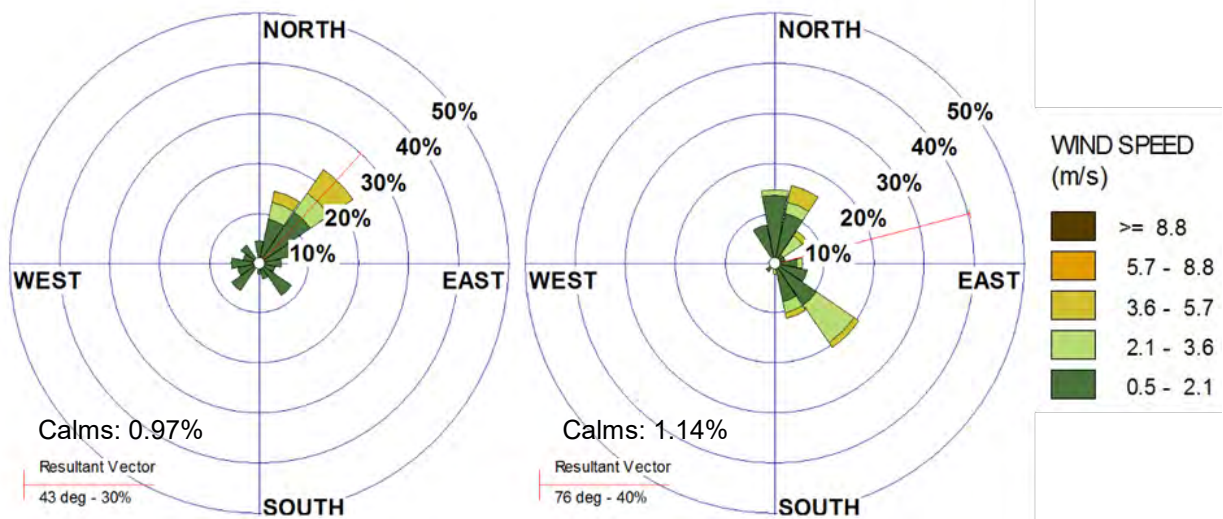 NORTH
50%
40%
30%
20%
10%
WEST
EAST
Calms: 0.97%
Resultant Vector
43 deg - 30%
SOUTH
NORTH
50%
40%
30%
20%
10%
WEST
EAST
Calms: 1.14%
Resultant Vector
76 deg - 40%
SOUTH
WIND SPEED
(m/s)
>= 8.8
5.7 - 8.8
3.6 - 5.7
2.1 - 3.6
0.5 - 2.1